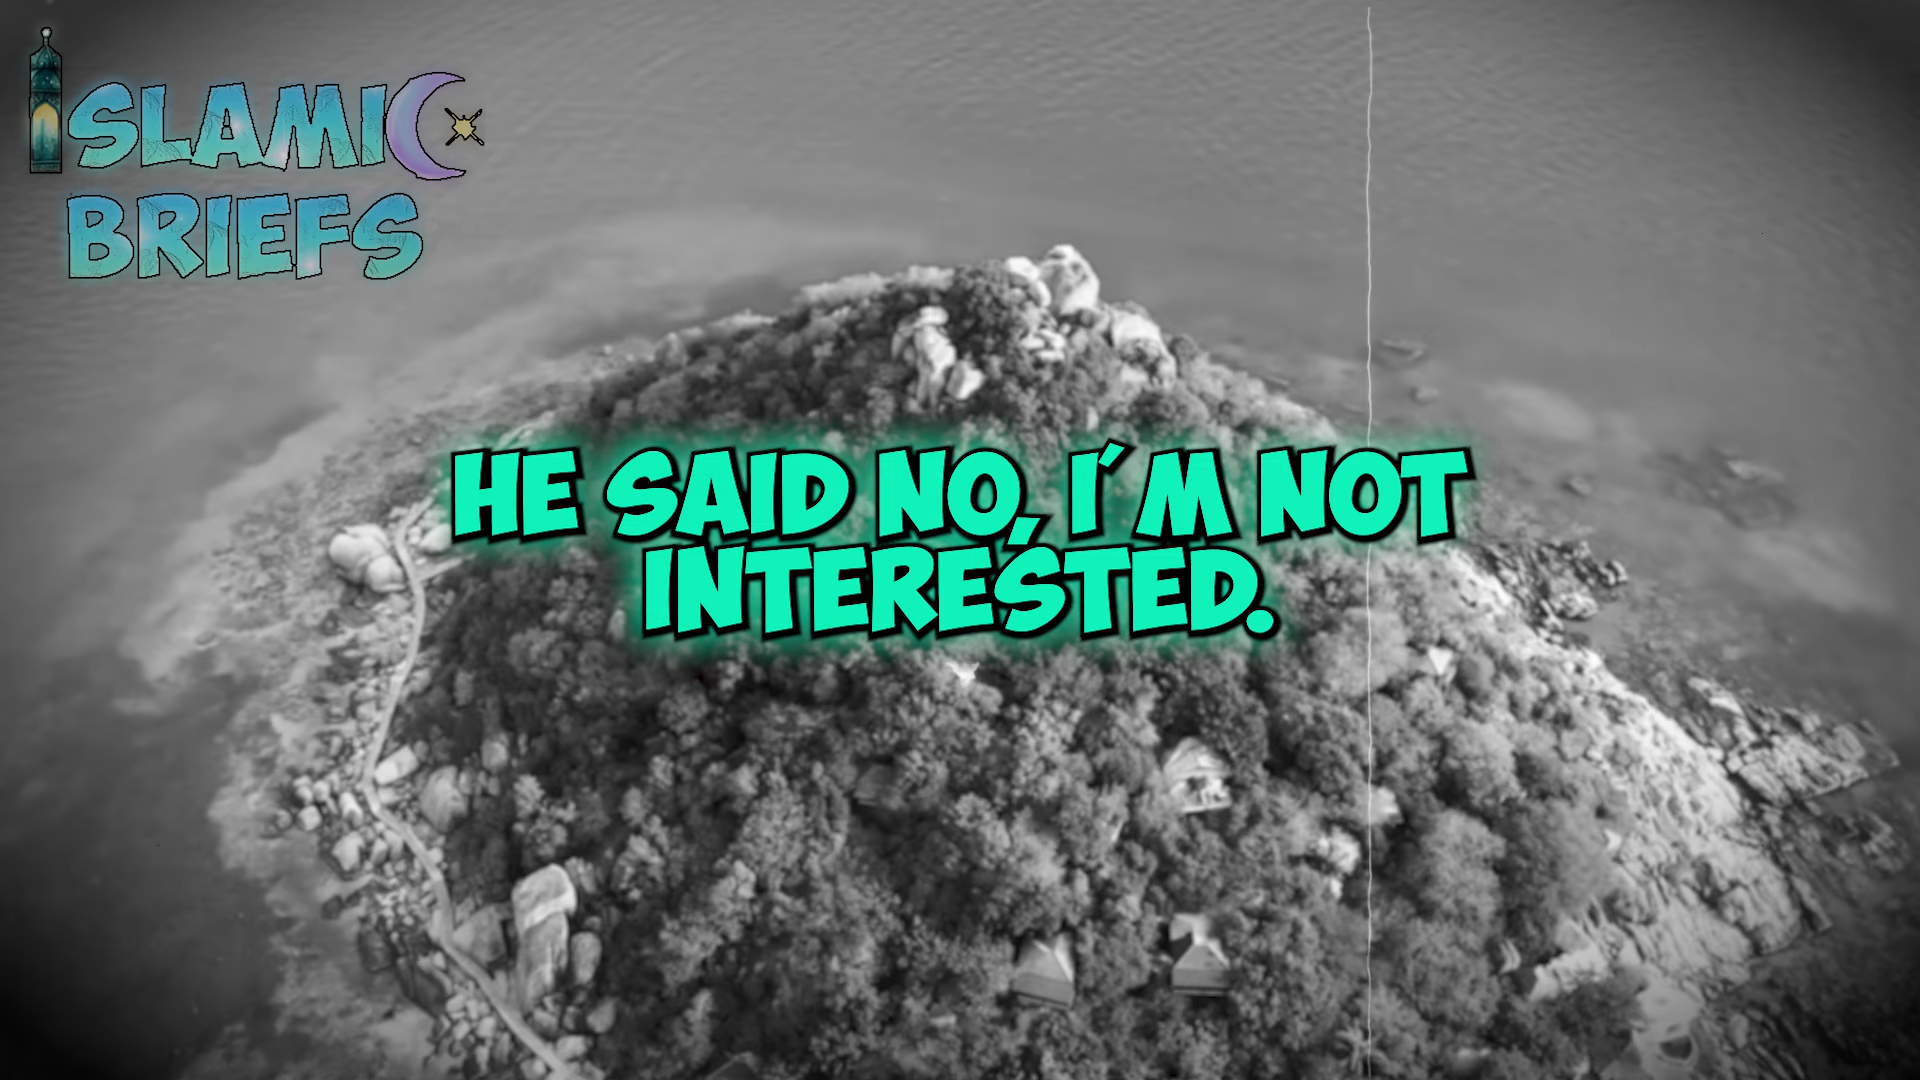 ISLAMIC
BRIEFS
HE SAID NO, I´M NOT
INTERESTED.